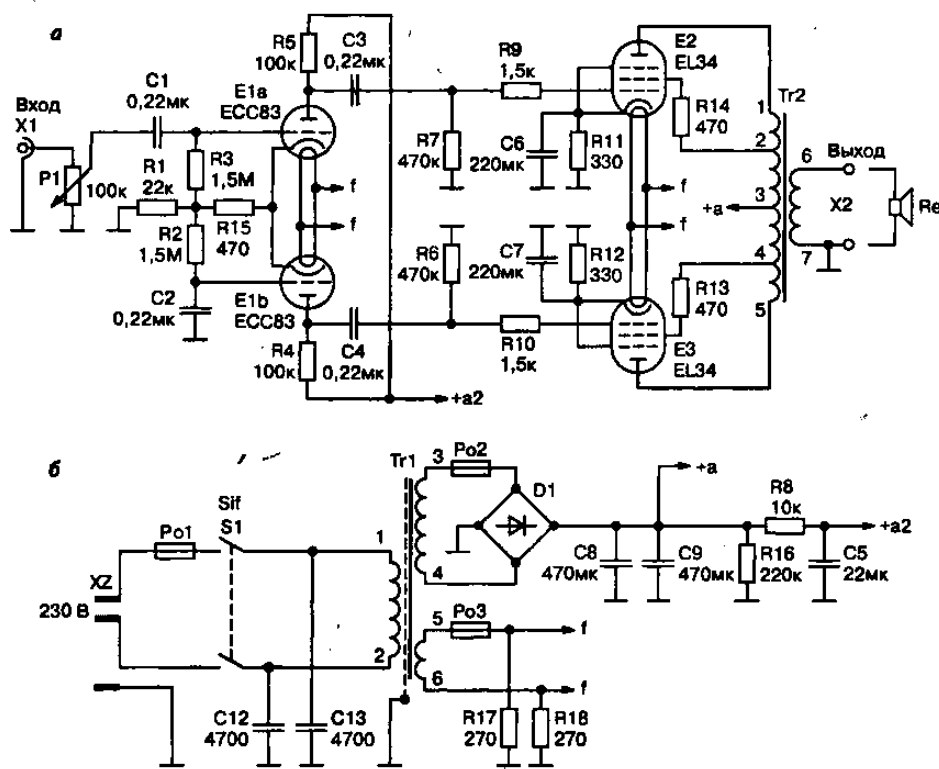 а
Вход
X1
P1
100к
C1
0,22мк
R1
22к
R3
1,5М
R2
1,5М
R15
470
C2
0,22мк
R5
100к
C3
0,22мк
E1a
ECC83
f
f
E1b
ECC83
R4
100к
C4
0,22мк
+a2
R9
1,5к
R7
470к
R6
470к
R10
1,5к
C6
220мк
R11
330
C7
220мк
R12
330
E2
EL34
f
f
E3
EL34
R14
470
R13
470
+a
Tr2
1
2
3
4
5
6
7
Выход
X2
Re
б
XZ
230 В
Po1
Sif
S1
C12
4700
C13
4700
Tr1
1
2
3
4
5
6
Po2
D1
Po3
f
f
R17
270
R18
270
+a
C8
470мк
C9
470мк
R16
220к
R8
10к
C5
22мк
+a2